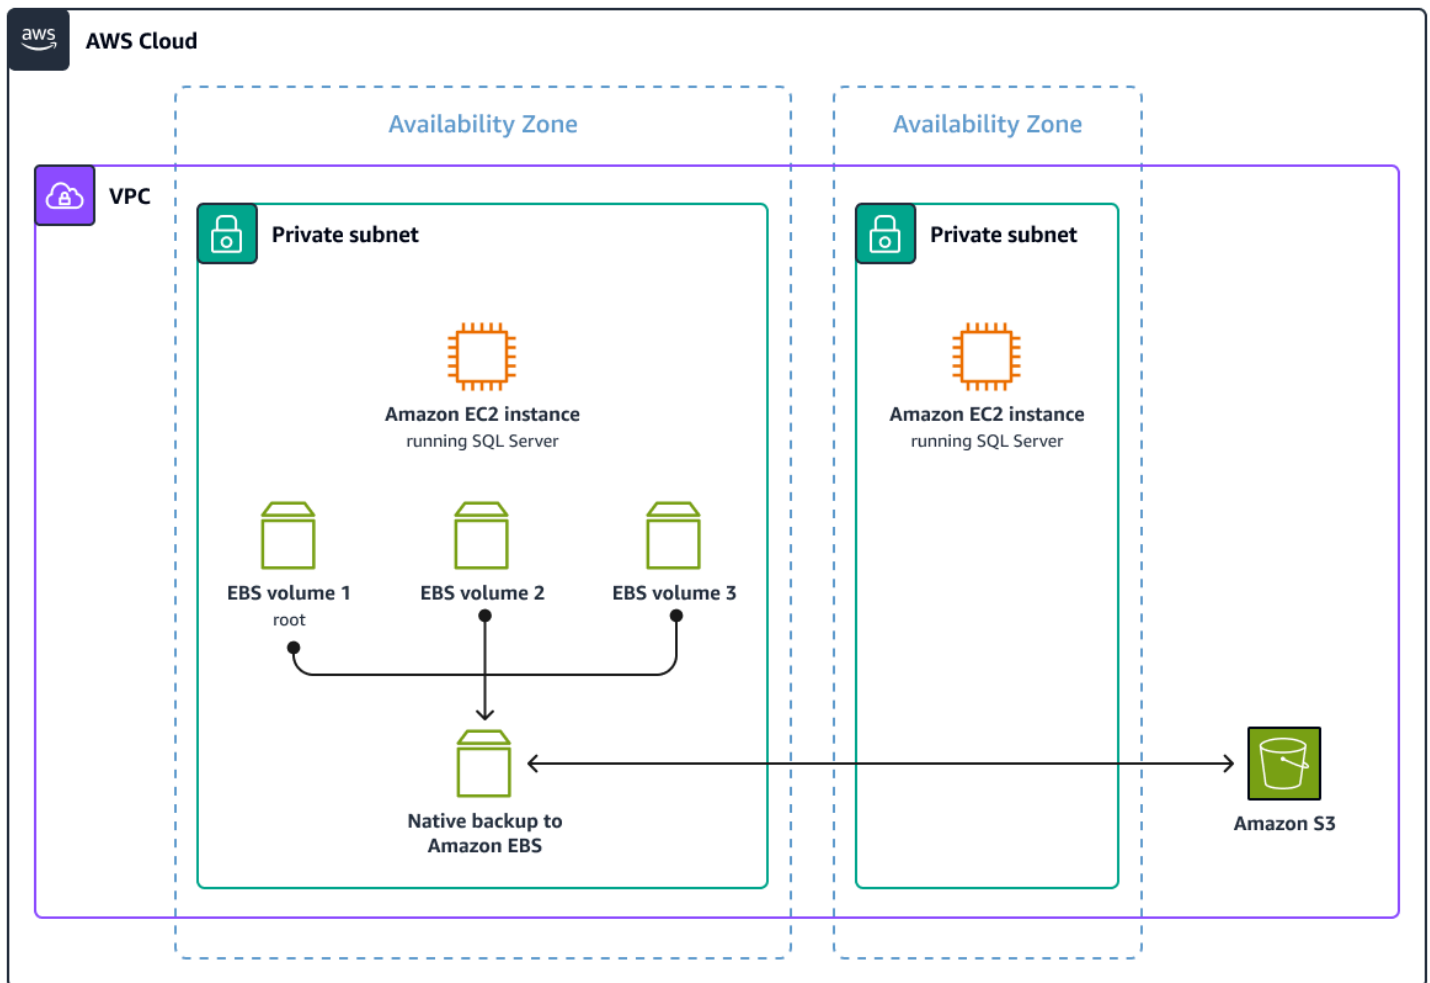 aws
AWS Cloud
Availability Zone
Availability Zone
VPC
Private subnet
Private subnet
Amazon EC2 instance
running SQL Server
Amazon EC2 instance
running SQL Server
EBS volume 1
root
EBS volume 2
EBS volume 3
Native backup to
Amazon EBS
Amazon S3